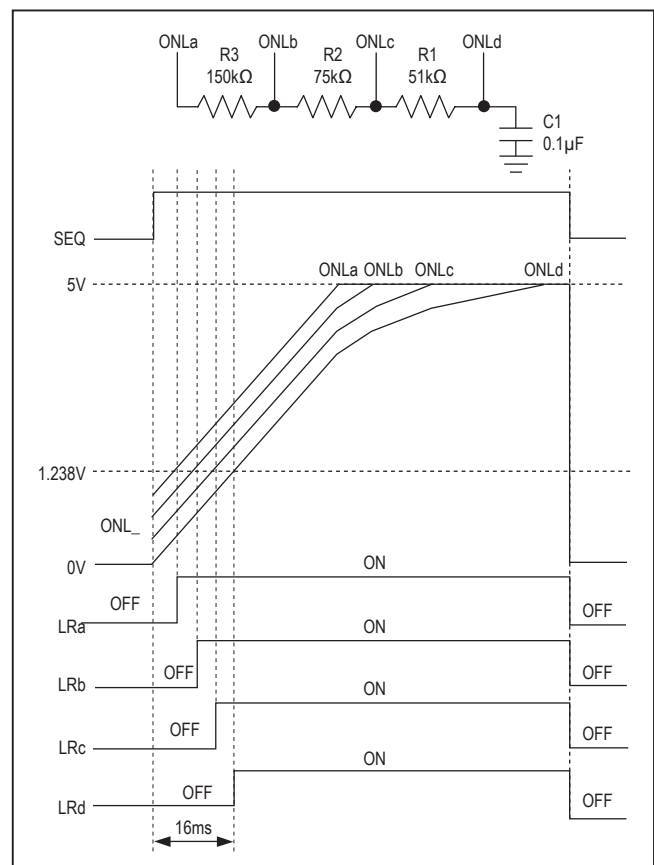 ONLa ONLb ONLc ONLd
R3 R2 R1
150kΩ 75kΩ 51kΩ
C1
0.1µF
SEQ
5V
ONLa ONLb ONLc ONLd
1.238V
ONL_
0V
OFF ON OFF
LRa
OFF ON OFF
LRb
OFF ON OFF
LRc
OFF ON OFF
LRd
16ms